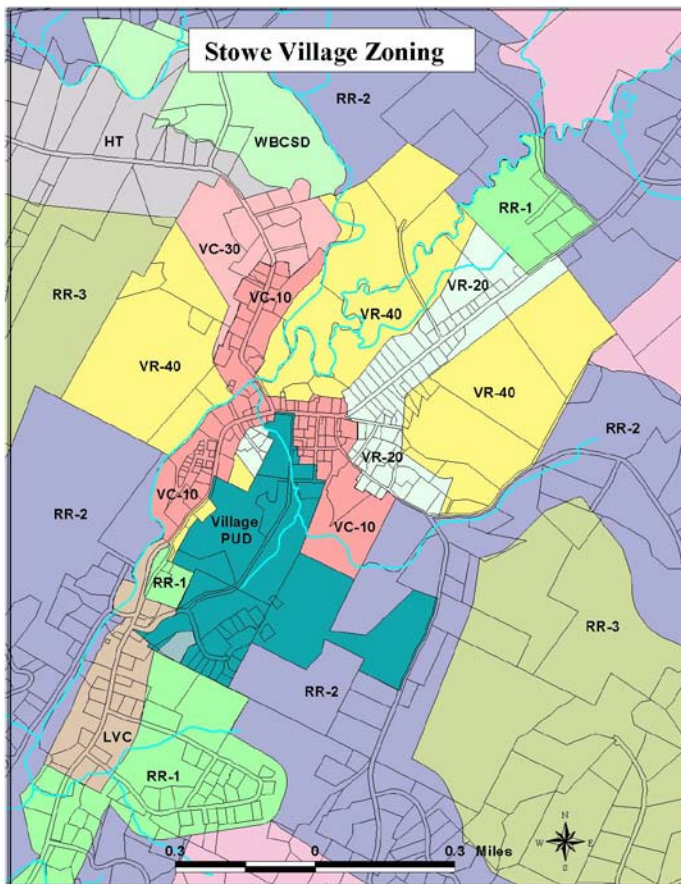 Stowe Village Zoning
RR-2
HT
WBCSD
RR-1
VC-30
VR-20
RR-3
VC-10
VR-40
VR-40
VR-40
RR-2
VR-20
RR-2
VC-10
Village
PUD
VC-10
RR-1
RR-3
RR-2
LVC
RR-1
N
W E
S
0.3 0 0.3 Miles